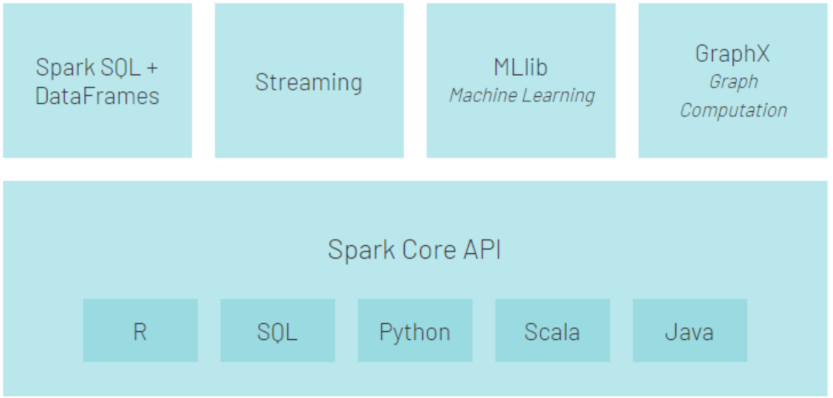 Spark SQL +
DataFrames
Streaming
MLlib
Machine Learning
GraphX
Graph
Computation
Spark Core API
R
SQL
Python
Scala
Java